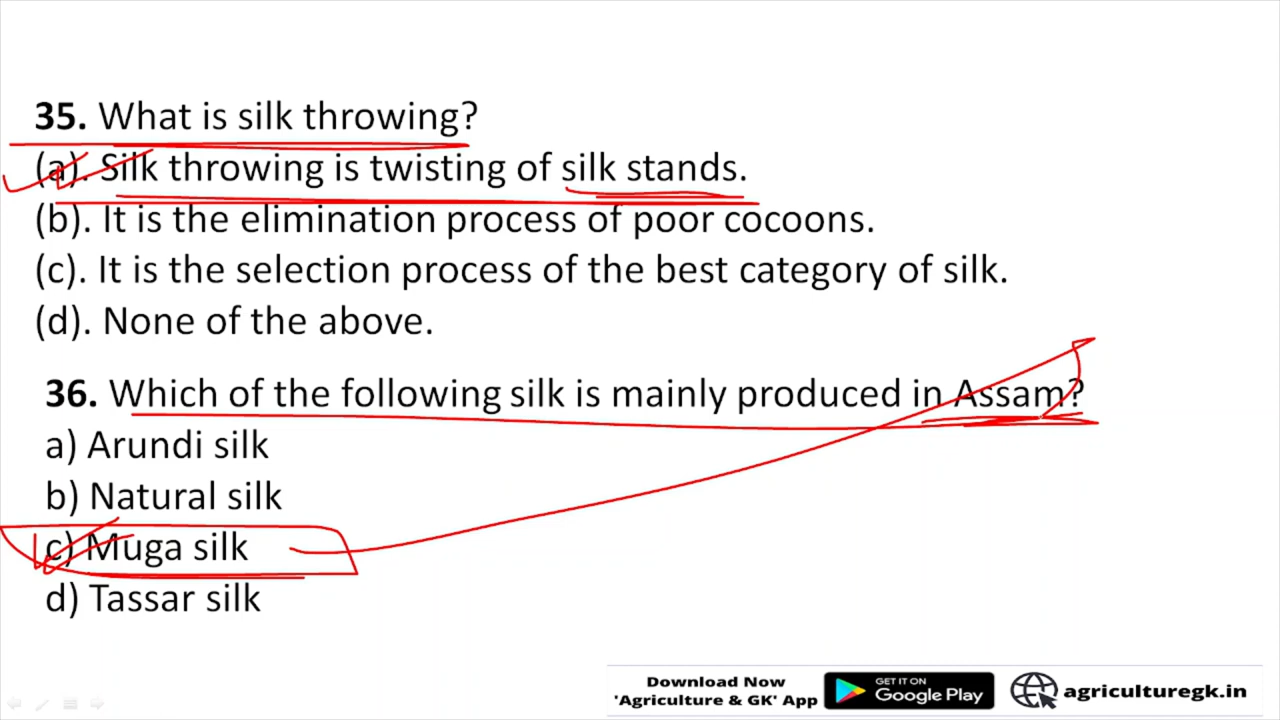 35. What is silk throwing?
(a). Silk throwing is twisting of silk stands.
(b). It is the elimination process of poor cocoons.
(c). It is the selection process of the best category of silk.
(d). None of the above.
36. Which of the following silk is mainly produced in Assam?
a) Arundi silk
b) Natural silk
c) Muga silk
d) Tassar silk
Download Now
'Agriculture & GK' App
GET IT ON
Google Play
agriculturegk.in